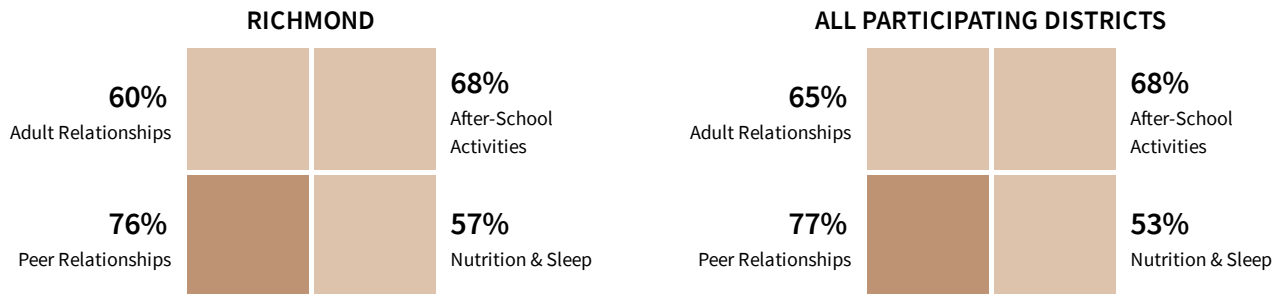 RICHMOND
60%
Adult Relationships
68%
After-School
Activities
76%
Peer Relationships
57%
Nutrition & Sleep
ALL PARTICIPATING DISTRICTS
65%
Adult Relationships
68%
After-School
Activities
77%
Peer Relationships
53%
Nutrition & Sleep